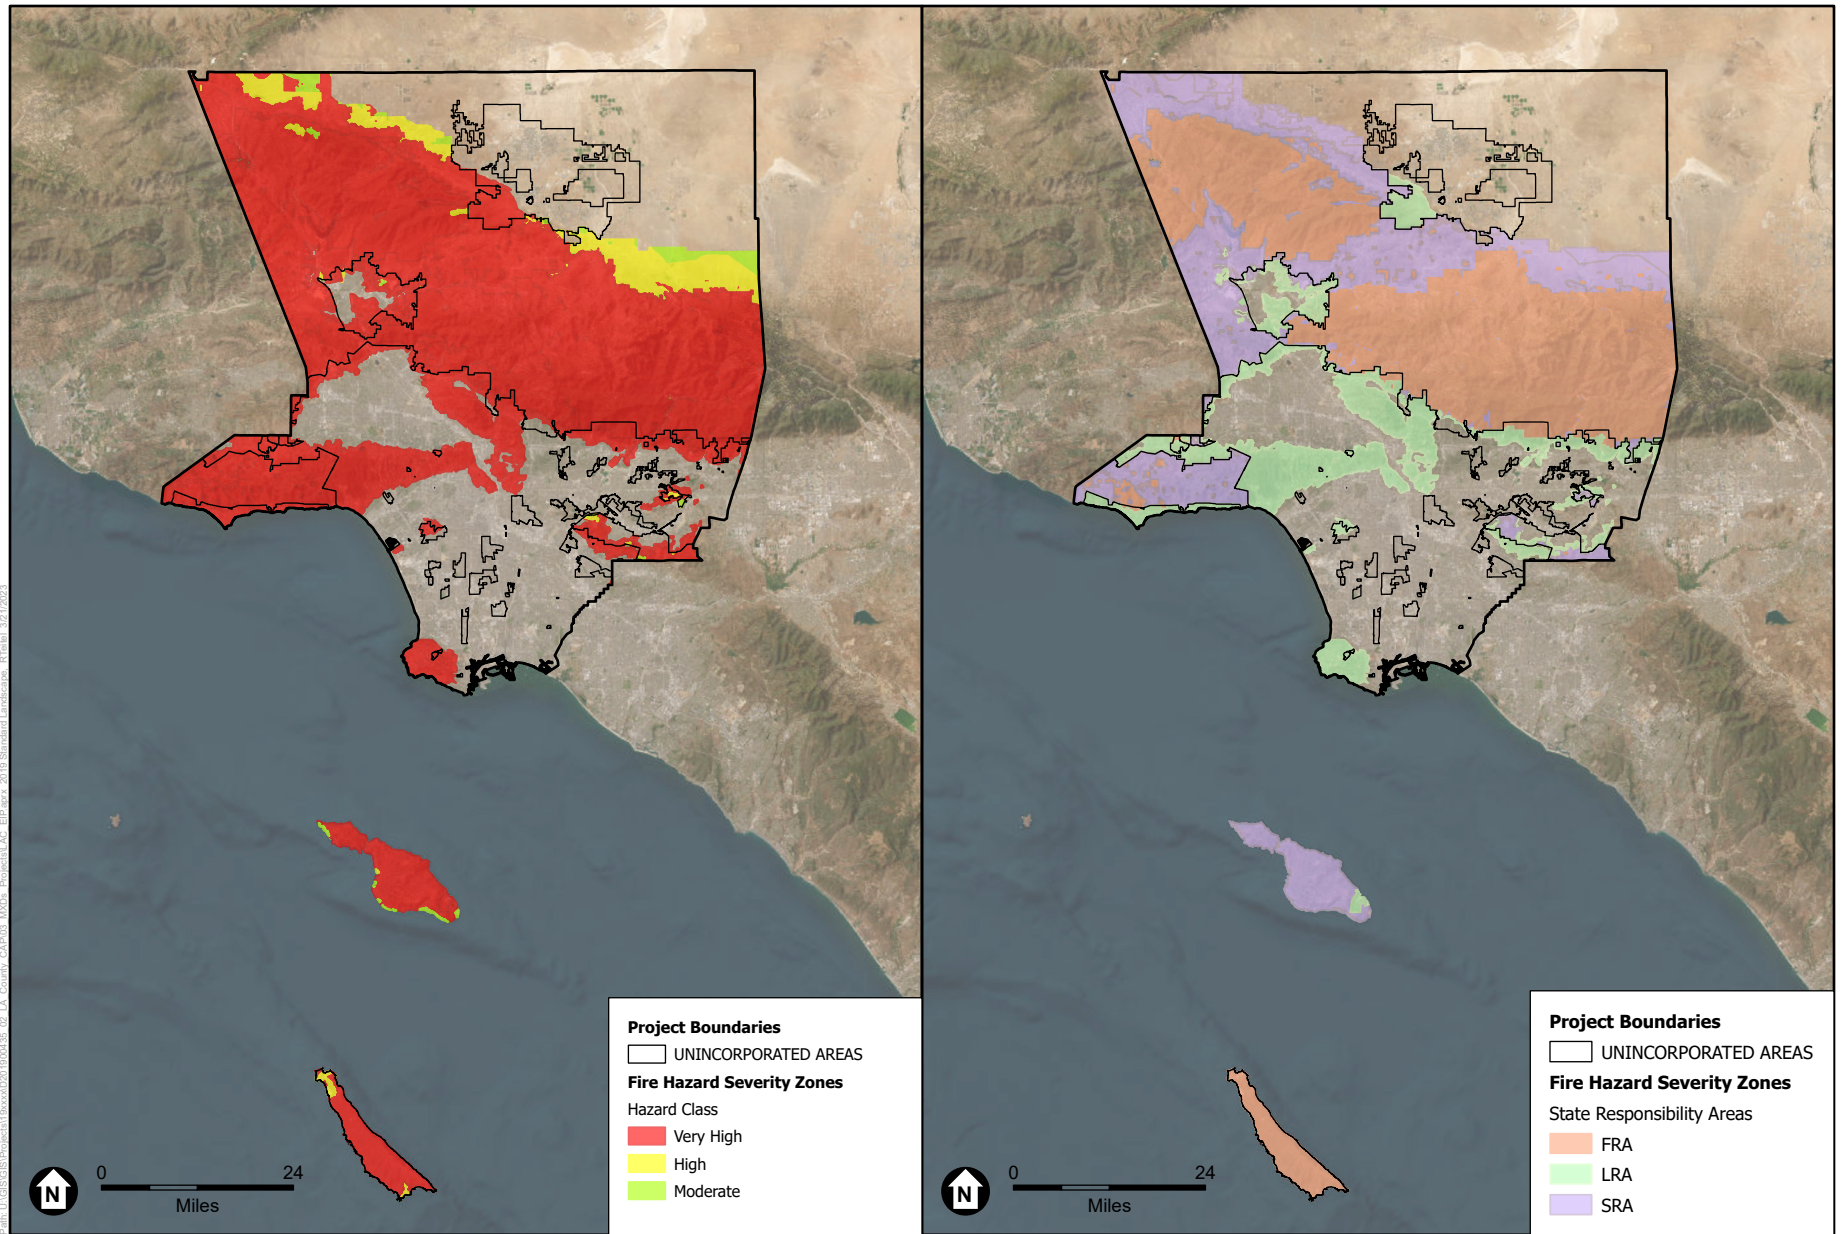 Project Boundaries
UNINCORPORATED AREAS
Fire Hazard Severity Zones
Hazard Class
Very High
High
Moderate
N
0 24
Miles
Project Boundaries
UNINCORPORATED AREAS
Fire Hazard Severity Zones
State Responsibility Areas
FRA
LRA
SRA
N
0 24
Miles